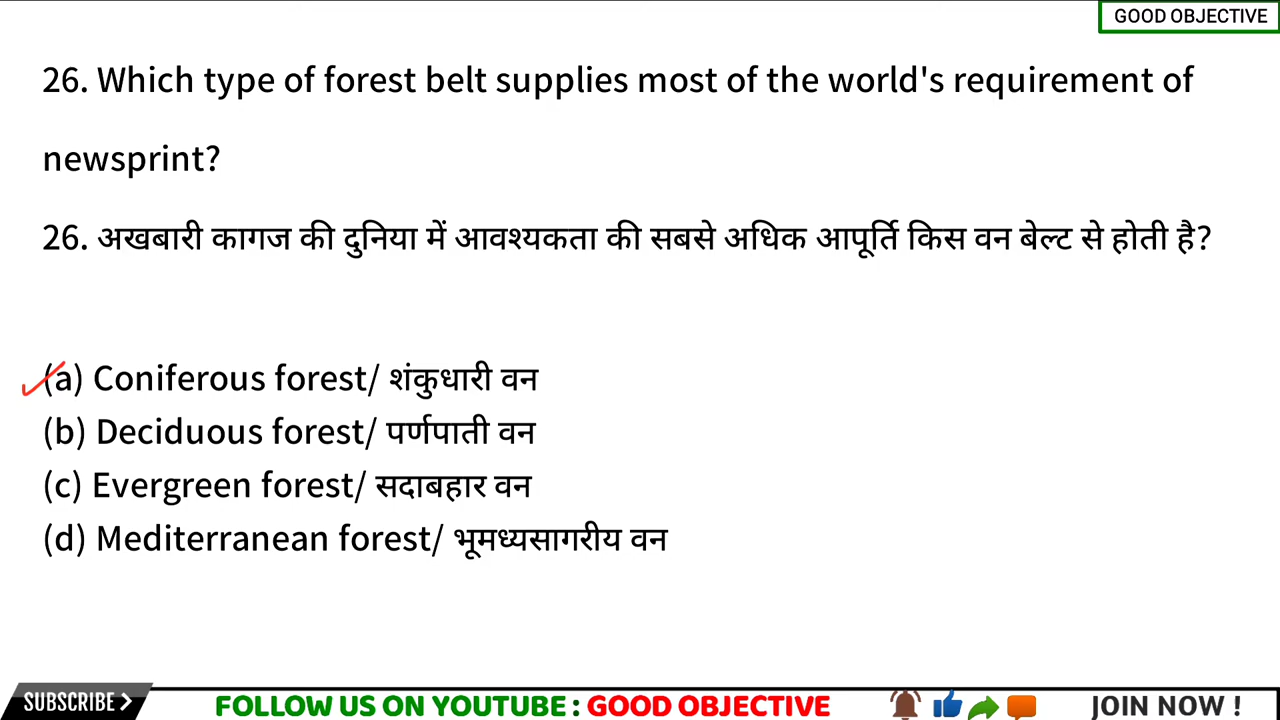 GOOD OBJECTIVE
26. Which type of forest belt supplies most of the world's requirement of
newsprint?
26. अखबारी कागज की दुनिया में आवश्यकता की सबसे अधिक आपूर्ति किस वन बेल्ट से होती है?
(a) Coniferous forest/ शंकुधारी वन
(b) Deciduous forest/ पर्णपाती वन
(c) Evergreen forest/ सदाबहार वन
(d) Mediterranean forest/ भूमध्यसागरीय वन
SUBSCRIBE FOLLOW US ON YOUTUBE : GOOD OBJECTIVE JOIN NOW !